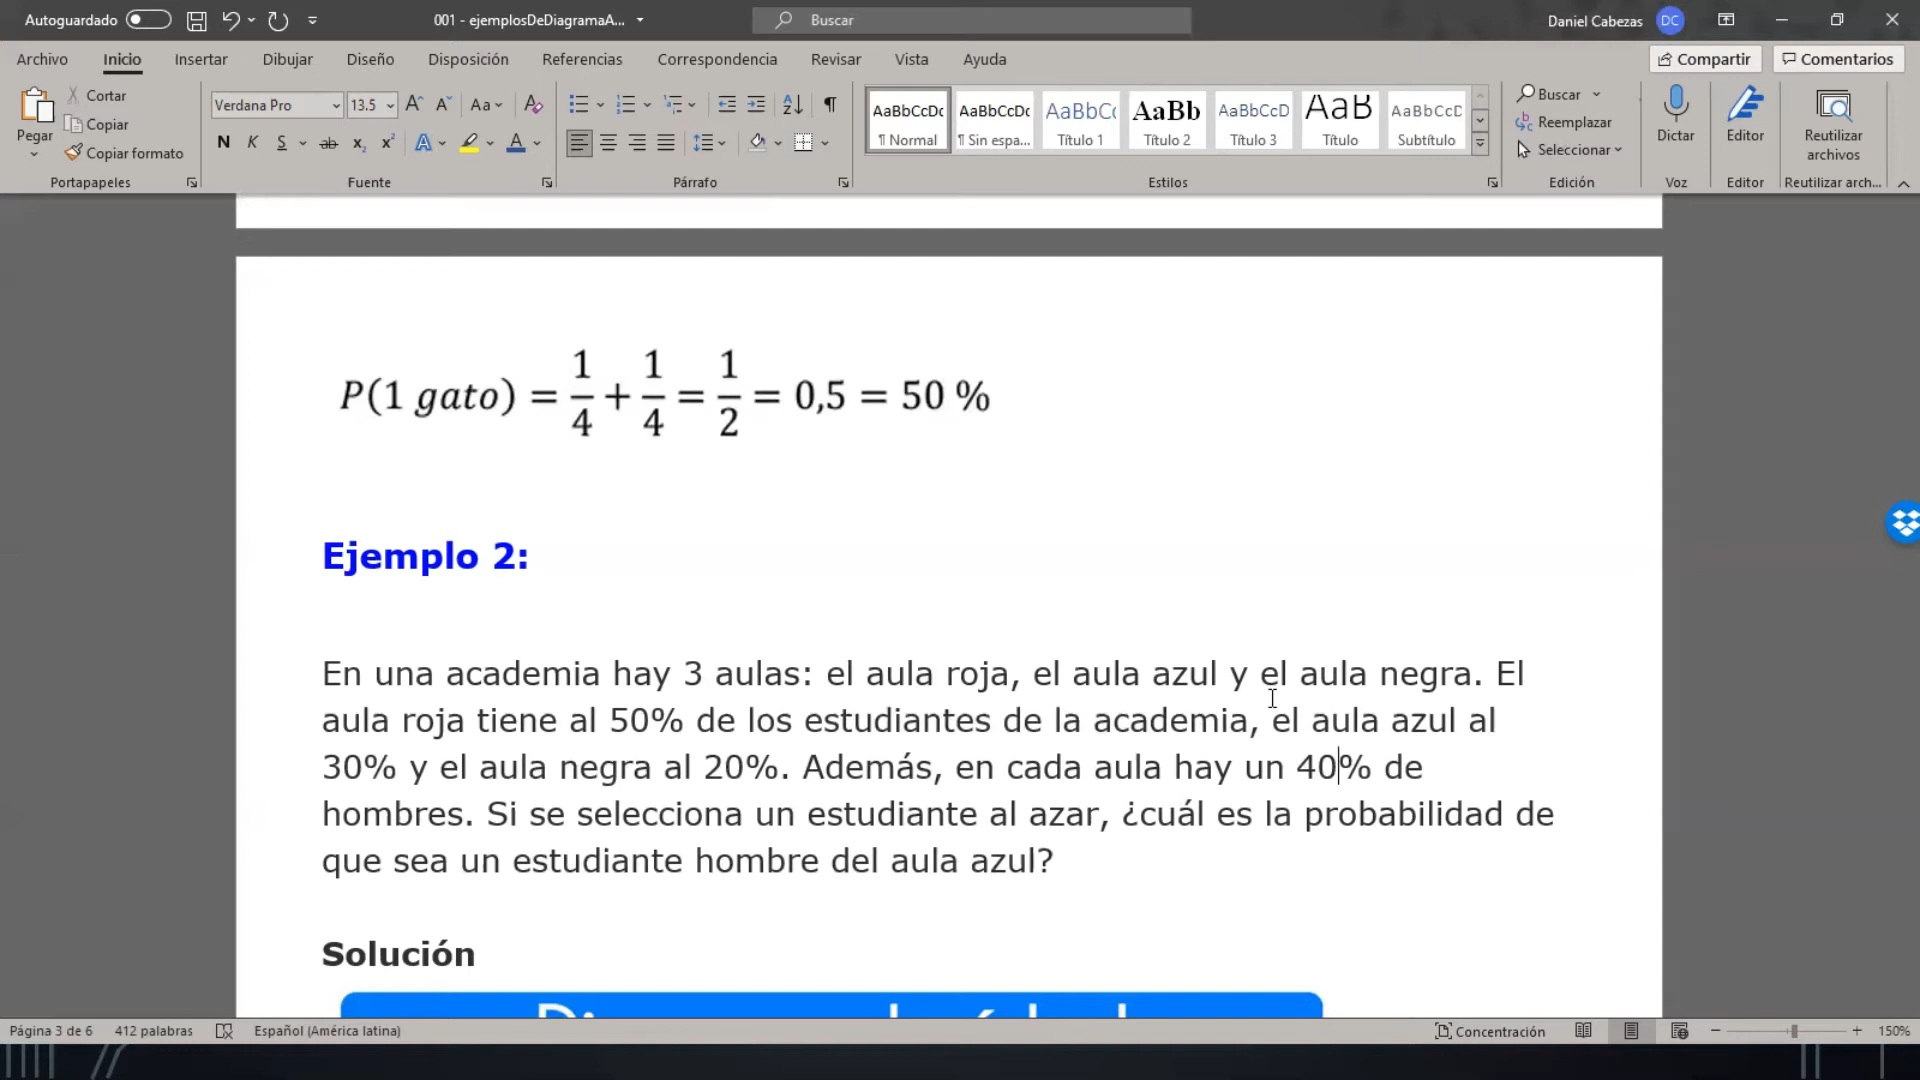 Autoguardado 001 - ejemplosDeDiagramaA... Buscar Daniel Cabezas DC
Archivo Inicio Insertar Dibujar Diseño Disposición Referencias Correspondencia Revisar Vista Ayuda Compartir Comentarios
Pegar
Cortar
Copiar
Copiar formato
Portapapeles
Verdana Pro 13.5 Aa
N K S ab x₂ x² A A
Fuente
Párrafo
AaBbCcDc AaBbCcDc AaBbCc AaBb AaBbCcD AaB AaBbCcD
¶ Normal ¶ Sin espa... Título 1 Título 2 Título 3 Título Subtítulo
Estilos
Buscar
Reemplazar
Seleccionar
Edición
Dictar
Voz
Editor
Editor
Reutilizar
archivos
Reutilizar arch...
P(1 gato) = 1/4 + 1/4 = 1/2 = 0,5 = 50 %
Ejemplo 2:
En una academia hay 3 aulas: el aula roja, el aula azul y el aula negra. El
aula roja tiene al 50% de los estudiantes de la academia, el aula azul al
30% y el aula negra al 20%. Además, en cada aula hay un 40% de
hombres. Si se selecciona un estudiante al azar, ¿cuál es la probabilidad de
que sea un estudiante hombre del aula azul?
Solución
Página 3 de 6 412 palabras Español (América latina) Concentración 150%